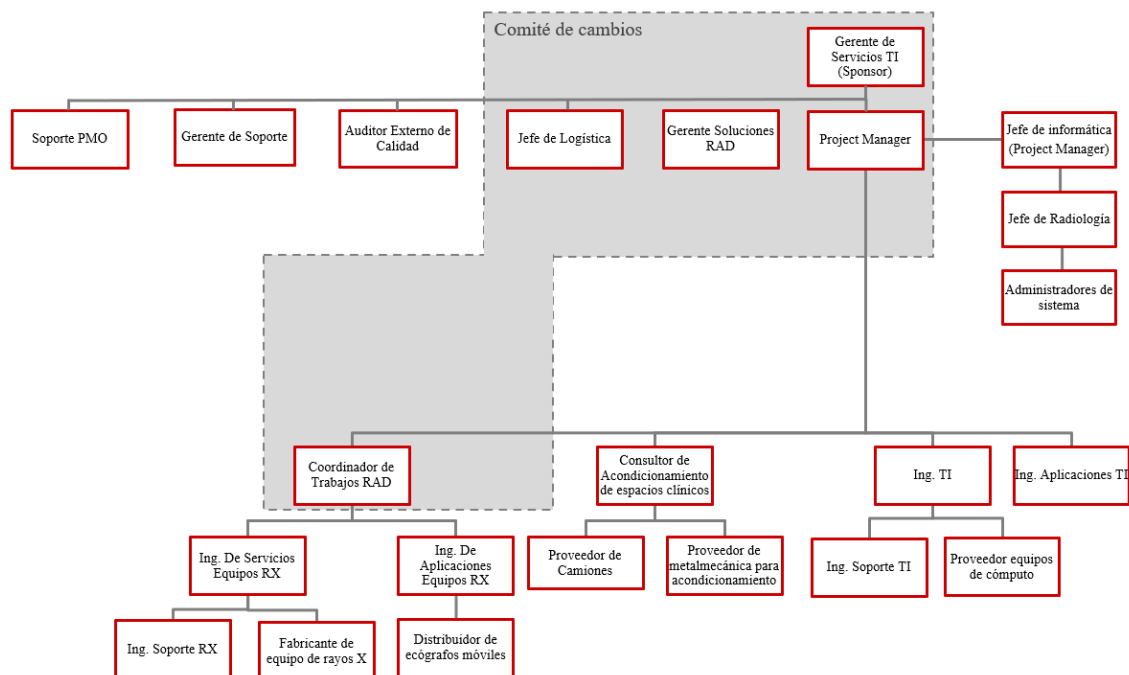 Comité de cambios
Gerente de
Servicios TI
(Sponsor)
Soporte PMO
Gerente de Soporte
Auditor Externo de
Calidad
Jefe de Logística
Gerente Soluciones
RAD
Project Manager
Jefe de informática
(Project Manager)
Jefe de Radiología
Administradores de
sistema
Coordinador de
Trabajos RAD
Consultor de
Acondicionamiento
de espacios clínicos
Ing. TI
Ing. Aplicaciones TI
Ing. De Servicios
Equipos RX
Ing. De
Aplicaciones
Equipos RX
Proveedor de
Camiones
Proveedor de
metalmecánica para
acondicionamiento
Ing. Soporte TI
Proveedor equipos
de cómputo
Ing. Soporte RX
Fabricante de
equipo de rayos X
Distribuidor de
ecógrafos móviles